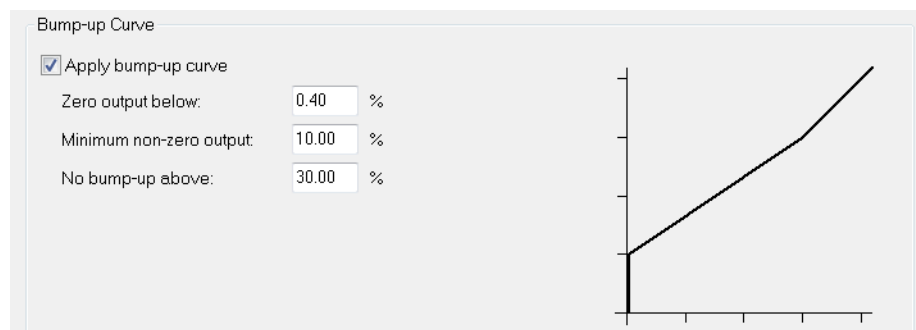 Bump-up Curve
Apply bump-up curve
Zero output below: 0.40 %
Minimum non-zero output: 10.00 %
No bump-up above: 30.00 %